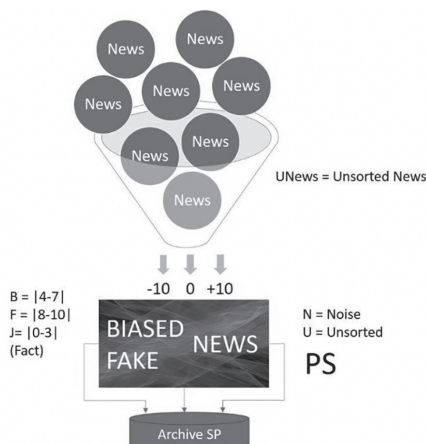 News
News
News
News
News
News
News
News
UNews = Unsorted News
-10 0 +10
B = |4-7|
F = |8-10|
J= |0-3|
(Fact)
BIASED
FAKE
NEWS
N = Noise
U = Unsorted
PS
Archive SP